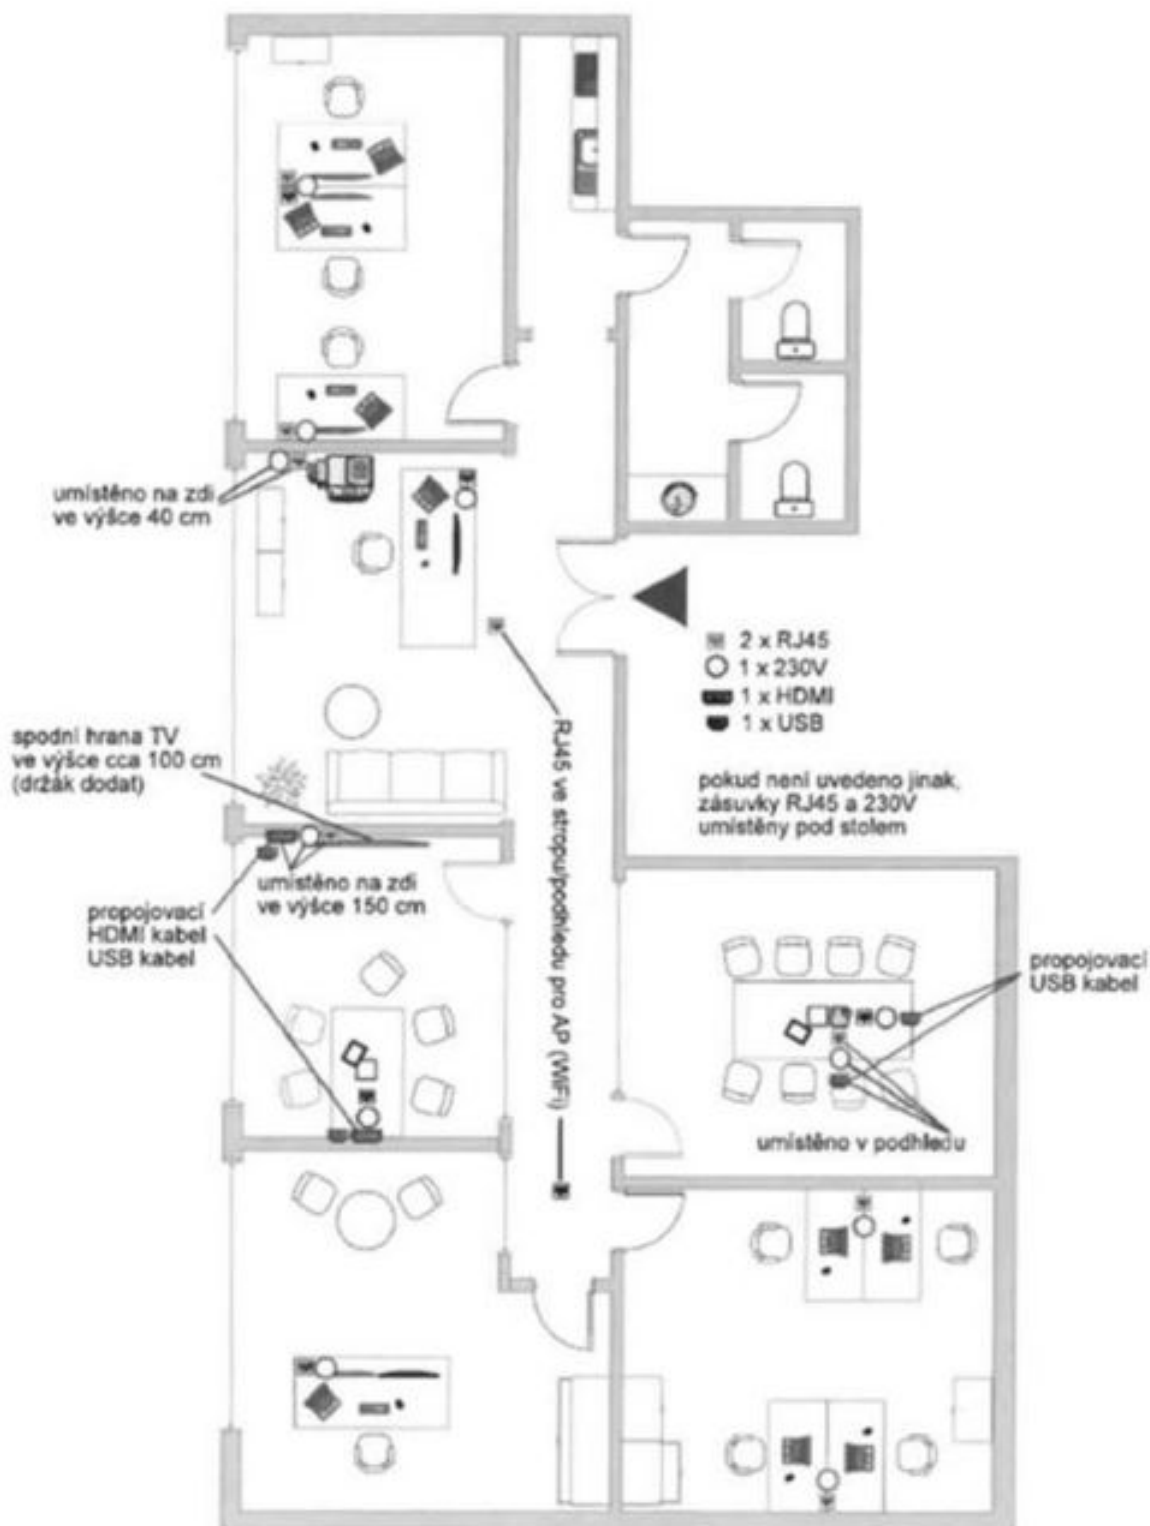 umístěno na zdi
ve výšce 40 cm
2 x RJ45
1 x 230V
1 x HDMI
1 x USB
spodní hrana TV
ve výšce cca 100 cm
(držák dodat)
RJ45 ve stropu/podhledu pro AP (WiFi)
pokud není uvedeno jinak,
zásuvky RJ45 a 230V
umístěny pod stolem
umístěno na zdi
ve výšce 150 cm
propojovací
HDMI kabel
USB kabel
propojovací
USB kabel
umístěno v podhledu